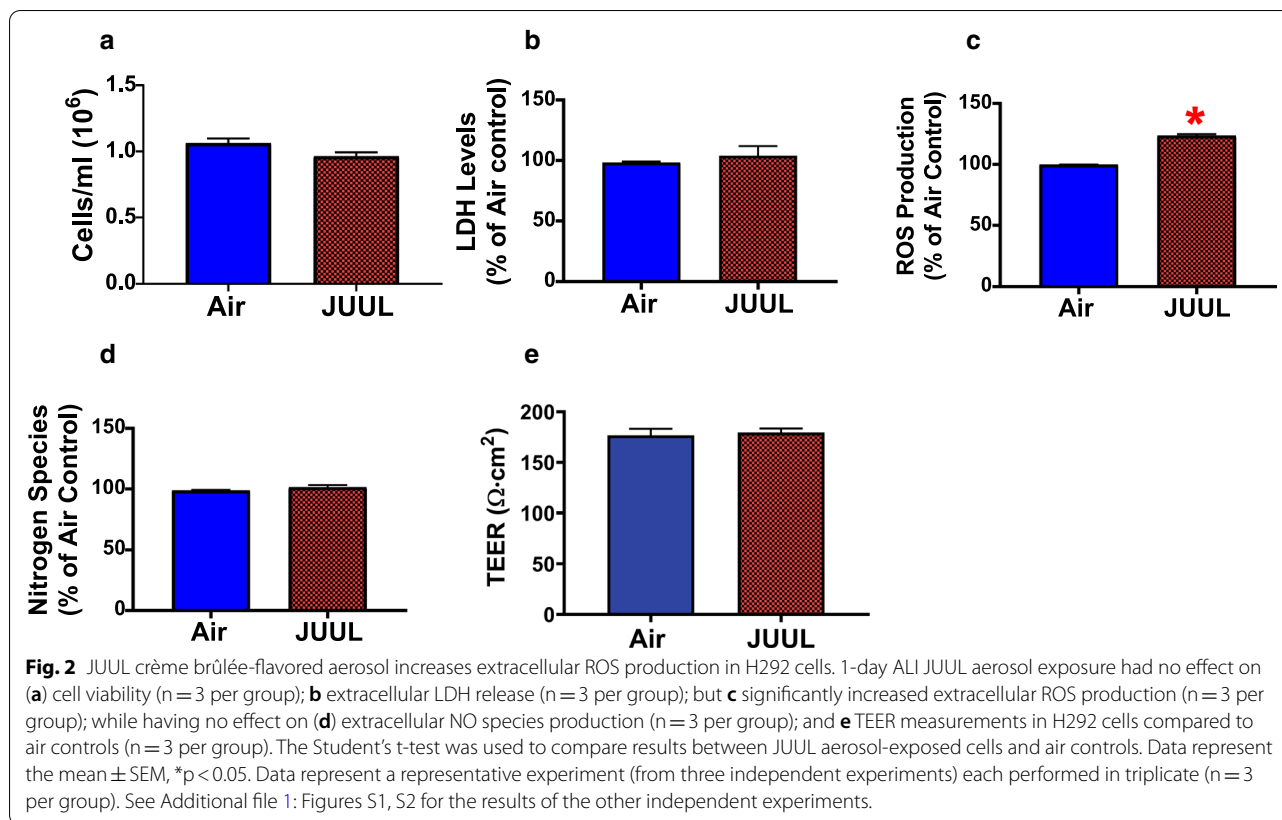 a
Cells/ml (10⁶)
1.5
1.0
0.5
0.0
Air JUUL
b
LDH Levels
(% of Air control)
150
100
50
0
Air JUUL
c
ROS Production
(% of Air Control)
150
100
50
0
*
Air JUUL
d
Nitrogen Species
(% of Air Control)
150
100
50
0
Air JUUL
e
TEER (Ω·cm²)
200
150
100
50
0
Air JUUL
Fig. 2 JUUL crème brûlée-flavored aerosol increases extracellular ROS production in H292 cells. 1-day ALI JUUL aerosol exposure had no effect on
(a) cell viability (n = 3 per group); b extracellular LDH release (n = 3 per group); but c significantly increased extracellular ROS production (n = 3 per
group); while having no effect on (d) extracellular NO species production (n = 3 per group); and e TEER measurements in H292 cells compared to
air controls (n = 3 per group). The Student's t-test was used to compare results between JUUL aerosol-exposed cells and air controls. Data represent
the mean ± SEM, *p < 0.05. Data represent a representative experiment (from three independent experiments) each performed in triplicate (n = 3
per group). See Additional file 1: Figures S1, S2 for the results of the other independent experiments.